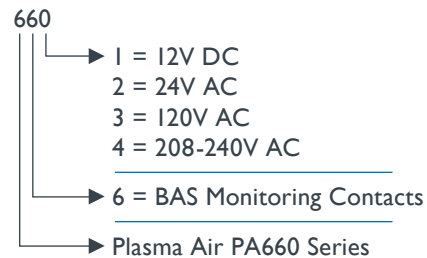 660
1 = 12V DC
2 = 24V AC
3 = 120V AC
4 = 208-240V AC
6 = BAS Monitoring Contacts
Plasma Air PA660 Series